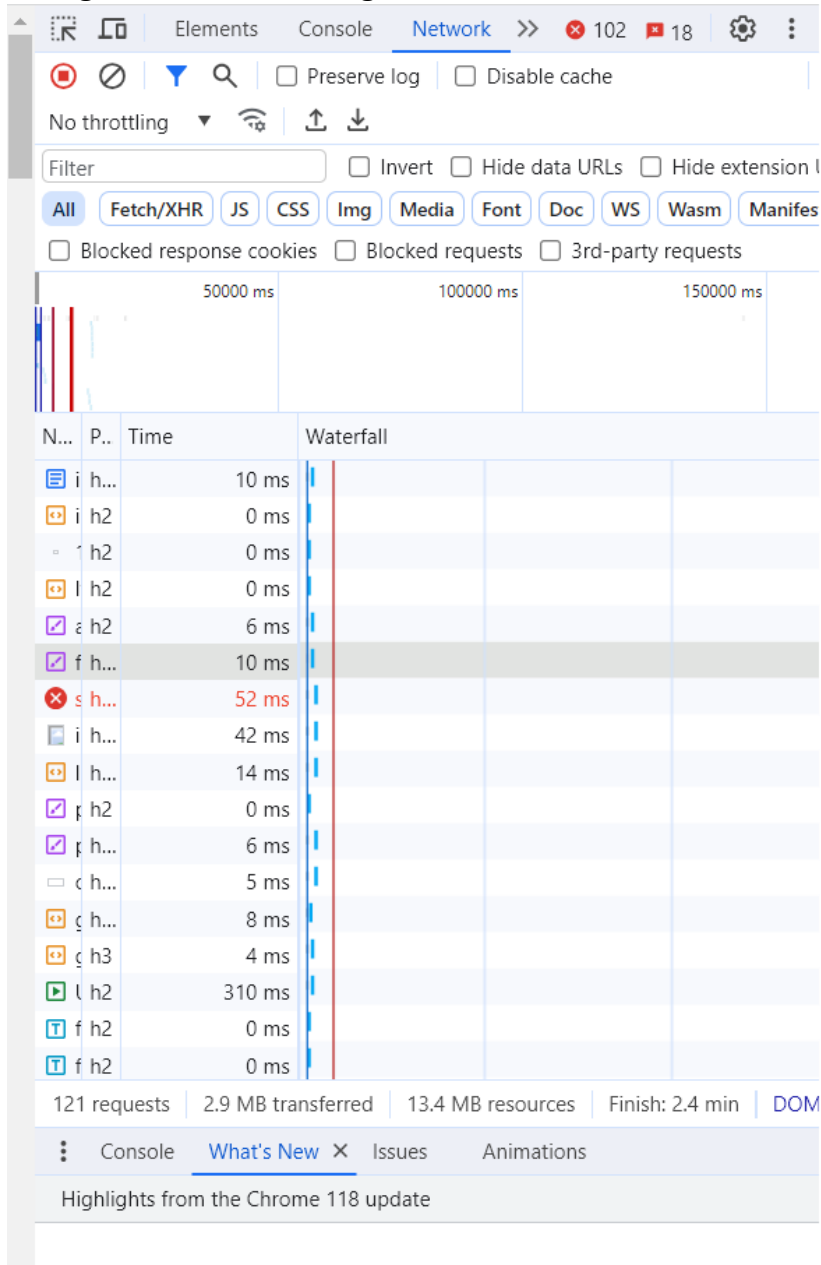 Elements Console Network 102 18
Preserve log Disable cache
No throttling
Filter Invert Hide data URLs Hide extension
All Fetch/XHR JS CSS Img Media Font Doc WS Wasm Manifes
Blocked response cookies Blocked requests 3rd-party requests
50000 ms 100000 ms 150000 ms
N... P.. Time Waterfall
i h... 10 ms
i h2 0 ms
h2 0 ms
h2 0 ms
a h2 6 ms
f h... 10 ms
s h... 52 ms
i h... 42 ms
l h... 14 ms
p h2 0 ms
p h... 6 ms
c h... 5 ms
g h... 8 ms
g h3 4 ms
U h2 310 ms
f h2 0 ms
f h2 0 ms
121 requests 2.9 MB transferred 13.4 MB resources Finish: 2.4 min DOM
Console What's New Issues Animations
Highlights from the Chrome 118 update